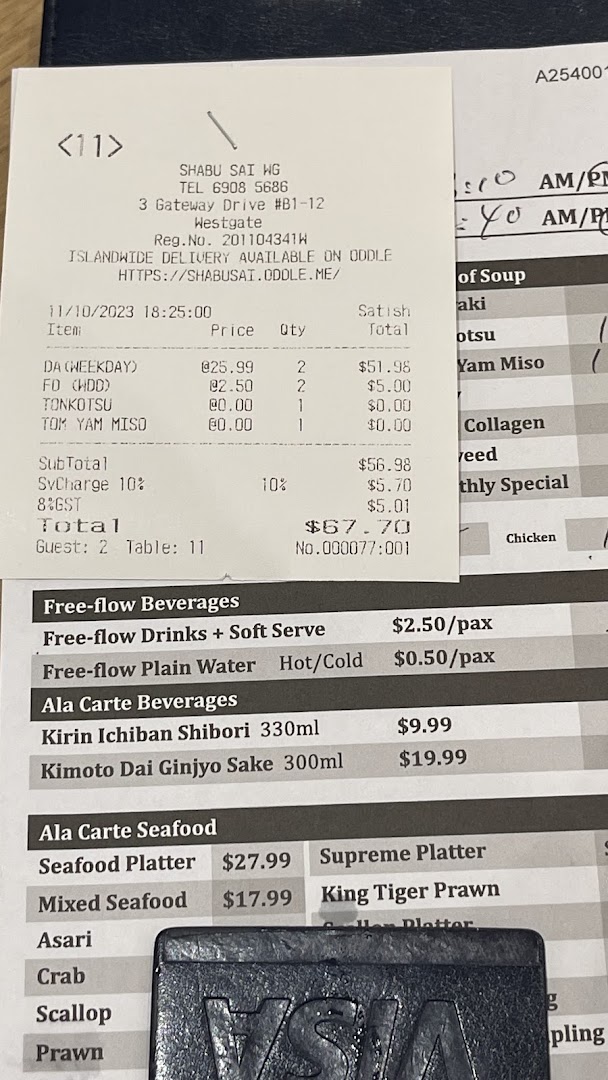 A25400
<11>
SHABU SAI WG
TEL 6908 5686
3 Gateway Drive #B1-12
Westgate
Reg.No. 201104341W
ISLANDWIDE DELIVERY AVAILABLE ON ODDLE
HTTPS://SHABUSAI.ODDLE.ME/
:10 AM/PM
:40 AM/P
11/10/2023 18:25:00 Satish
Item Price Qty Total
DA(WEEKDAY) @25.99 2 $51.98
FD (WDD) @2.50 2 $5.00
TONKOTSU @0.00 1 $0.00
TOM YAM MISO @0.00 1 $0.00
SubTotal $56.98
SvCharge 10% 10% $5.70
8%GST $5.01
Total $67.70
Guest: 2 Table: 11 No.000077:001
of Soup
aki
otsu
Yam Miso
Collagen
eed
thly Special
Chicken
Free-flow Beverages
Free-flow Drinks + Soft Serve $2.50/pax
Free-flow Plain Water Hot/Cold $0.50/pax
Ala Carte Beverages
Kirin Ichiban Shibori 330ml $9.99
Kimoto Dai Ginjyo Sake 300ml $19.99
Ala Carte Seafood
Seafood Platter $27.99 Supreme Platter
Mixed Seafood $17.99 King Tiger Prawn
Asari Platter
Crab
Scallop
Prawn pling
VISA